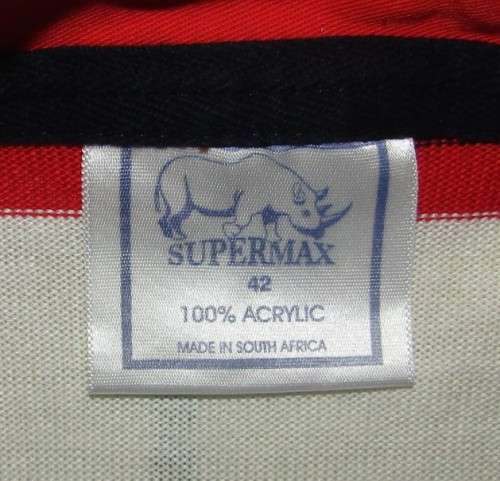 SUPERMAX
42
100% ACRYLIC
MADE IN SOUTH AFRICA